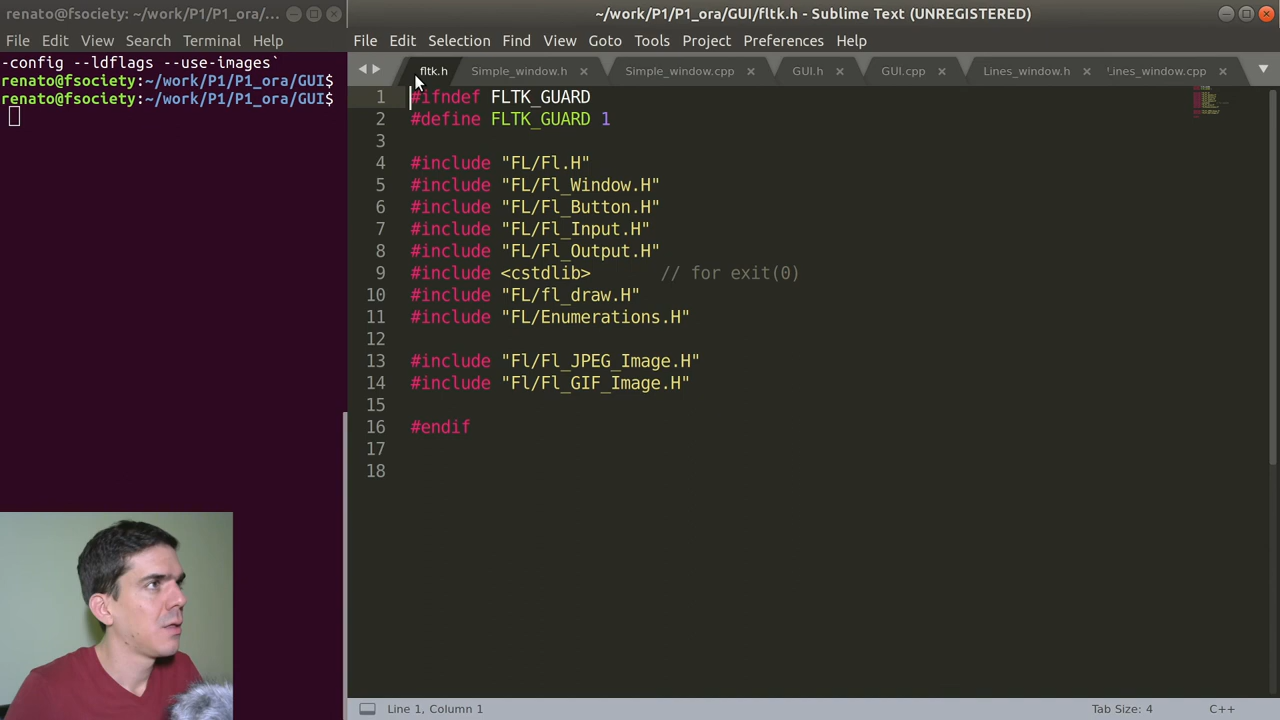 renato@fsociety: ~/work/P1/P1_ora/...
File Edit View Search Terminal Help
-config --ldflags --use-images`
renato@fsociety:~/work/P1/P1_ora/GUI$
renato@fsociety:~/work/P1/P1_ora/GUI$
~/work/P1/P1_ora/GUI/fltk.h - Sublime Text (UNREGISTERED)
File Edit Selection Find View Goto Tools Project Preferences Help
fltk.h Simple_window.h Simple_window.cpp GUI.h GUI.cpp Lines_window.h Lines_window.cpp
1 #ifndef FLTK_GUARD
2 #define FLTK_GUARD 1
3
4 #include "FL/Fl.H"
5 #include "FL/Fl_Window.H"
6 #include "FL/Fl_Button.H"
7 #include "FL/Fl_Input.H"
8 #include "FL/Fl_Output.H"
9 #include <cstdlib> // for exit(0)
10 #include "FL/fl_draw.H"
11 #include "FL/Enumerations.H"
12
13 #include "Fl/Fl_JPEG_Image.H"
14 #include "Fl/Fl_GIF_Image.H"
15
16 #endif
17
18
Line 1, Column 1
Tab Size: 4
C++